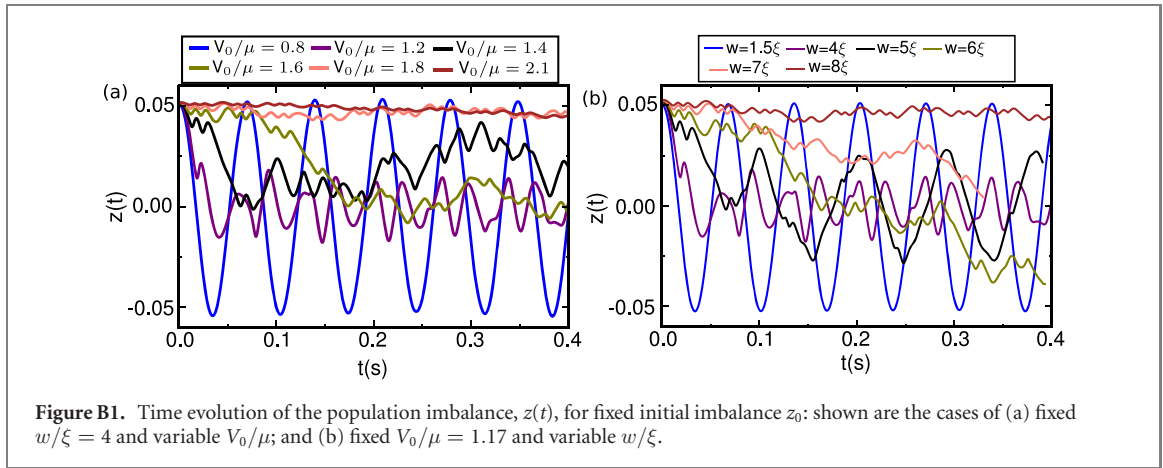 V₀/μ = 0.8 V₀/μ = 1.2 V₀/μ = 1.4
V₀/μ = 1.6 V₀/μ = 1.8 V₀/μ = 2.1
(a)
z(t)
0.05
0.00
-0.05
0.0 0.1 0.2 0.3 0.4
t(s)
w=1.5ξ w=4ξ w=5ξ w=6ξ
w=7ξ w=8ξ
(b)
z(t)
0.05
0.00
-0.05
0.0 0.1 0.2 0.3 0.4
t(s)
Figure B1. Time evolution of the population imbalance, z(t), for fixed initial imbalance z₀: shown are the cases of (a) fixed
w/ξ = 4 and variable V₀/μ; and (b) fixed V₀/μ = 1.17 and variable w/ξ.